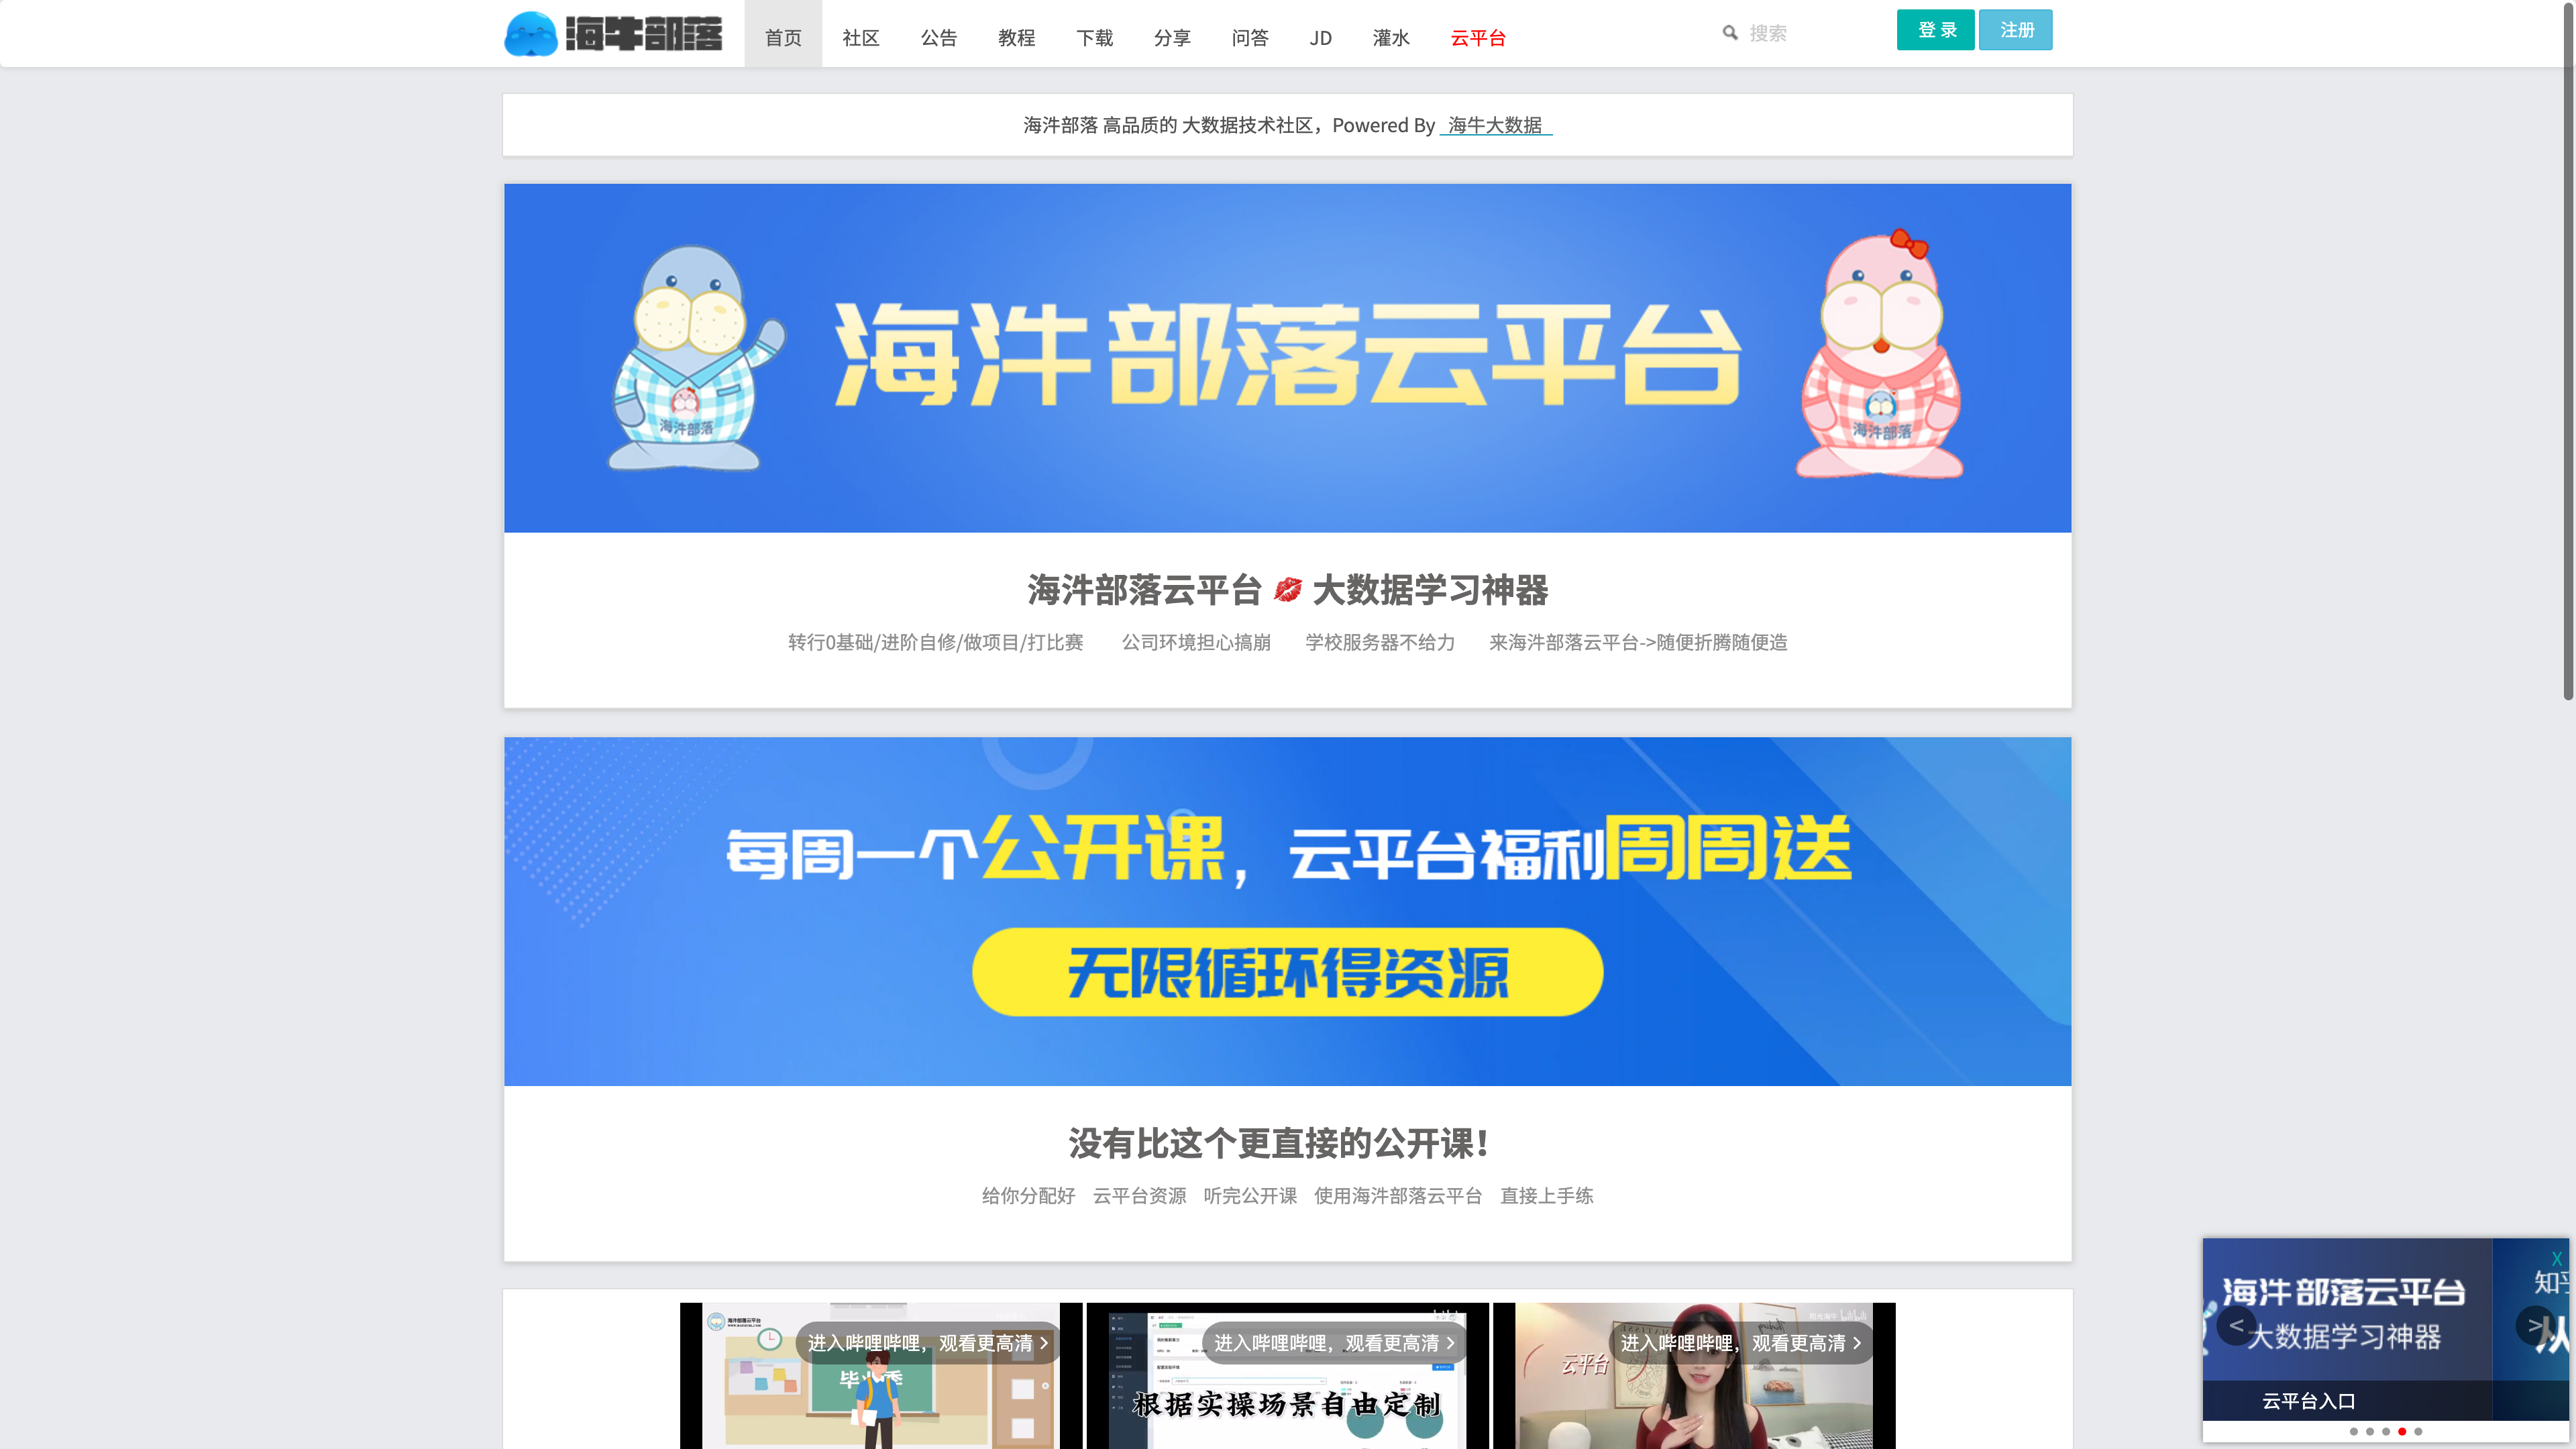 海牛部落 首页 社区 公告 教程 下载 分享 问答 JD 灌水 云平台 搜索 登 录 注册
海汼部落 高品质的 大数据技术社区，Powered By 海牛大数据
海汼部落云平台
海汼部落
海汼部落
海汼部落云平台 💋 大数据学习神器
转行0基础/进阶自修/做项目/打比赛 公司环境担心搞崩 学校服务器不给力 来海汼部落云平台->随便折腾随便造
每周一个公开课，云平台福利周周送
无限循环得资源
没有比这个更直接的公开课！
给你分配好 云平台资源 听完公开课 使用海汼部落云平台 直接上手练
海汼部落云平台
进入哔哩哔哩，观看更高清 >
毕业季
进入哔哩哔哩，观看更高清 >
根据实操场景自由定制
进入哔哩哔哩，观看更高清 >
云平台
X
海汼部落云平台
大数据学习神器
< >
知乎
从
云平台入口